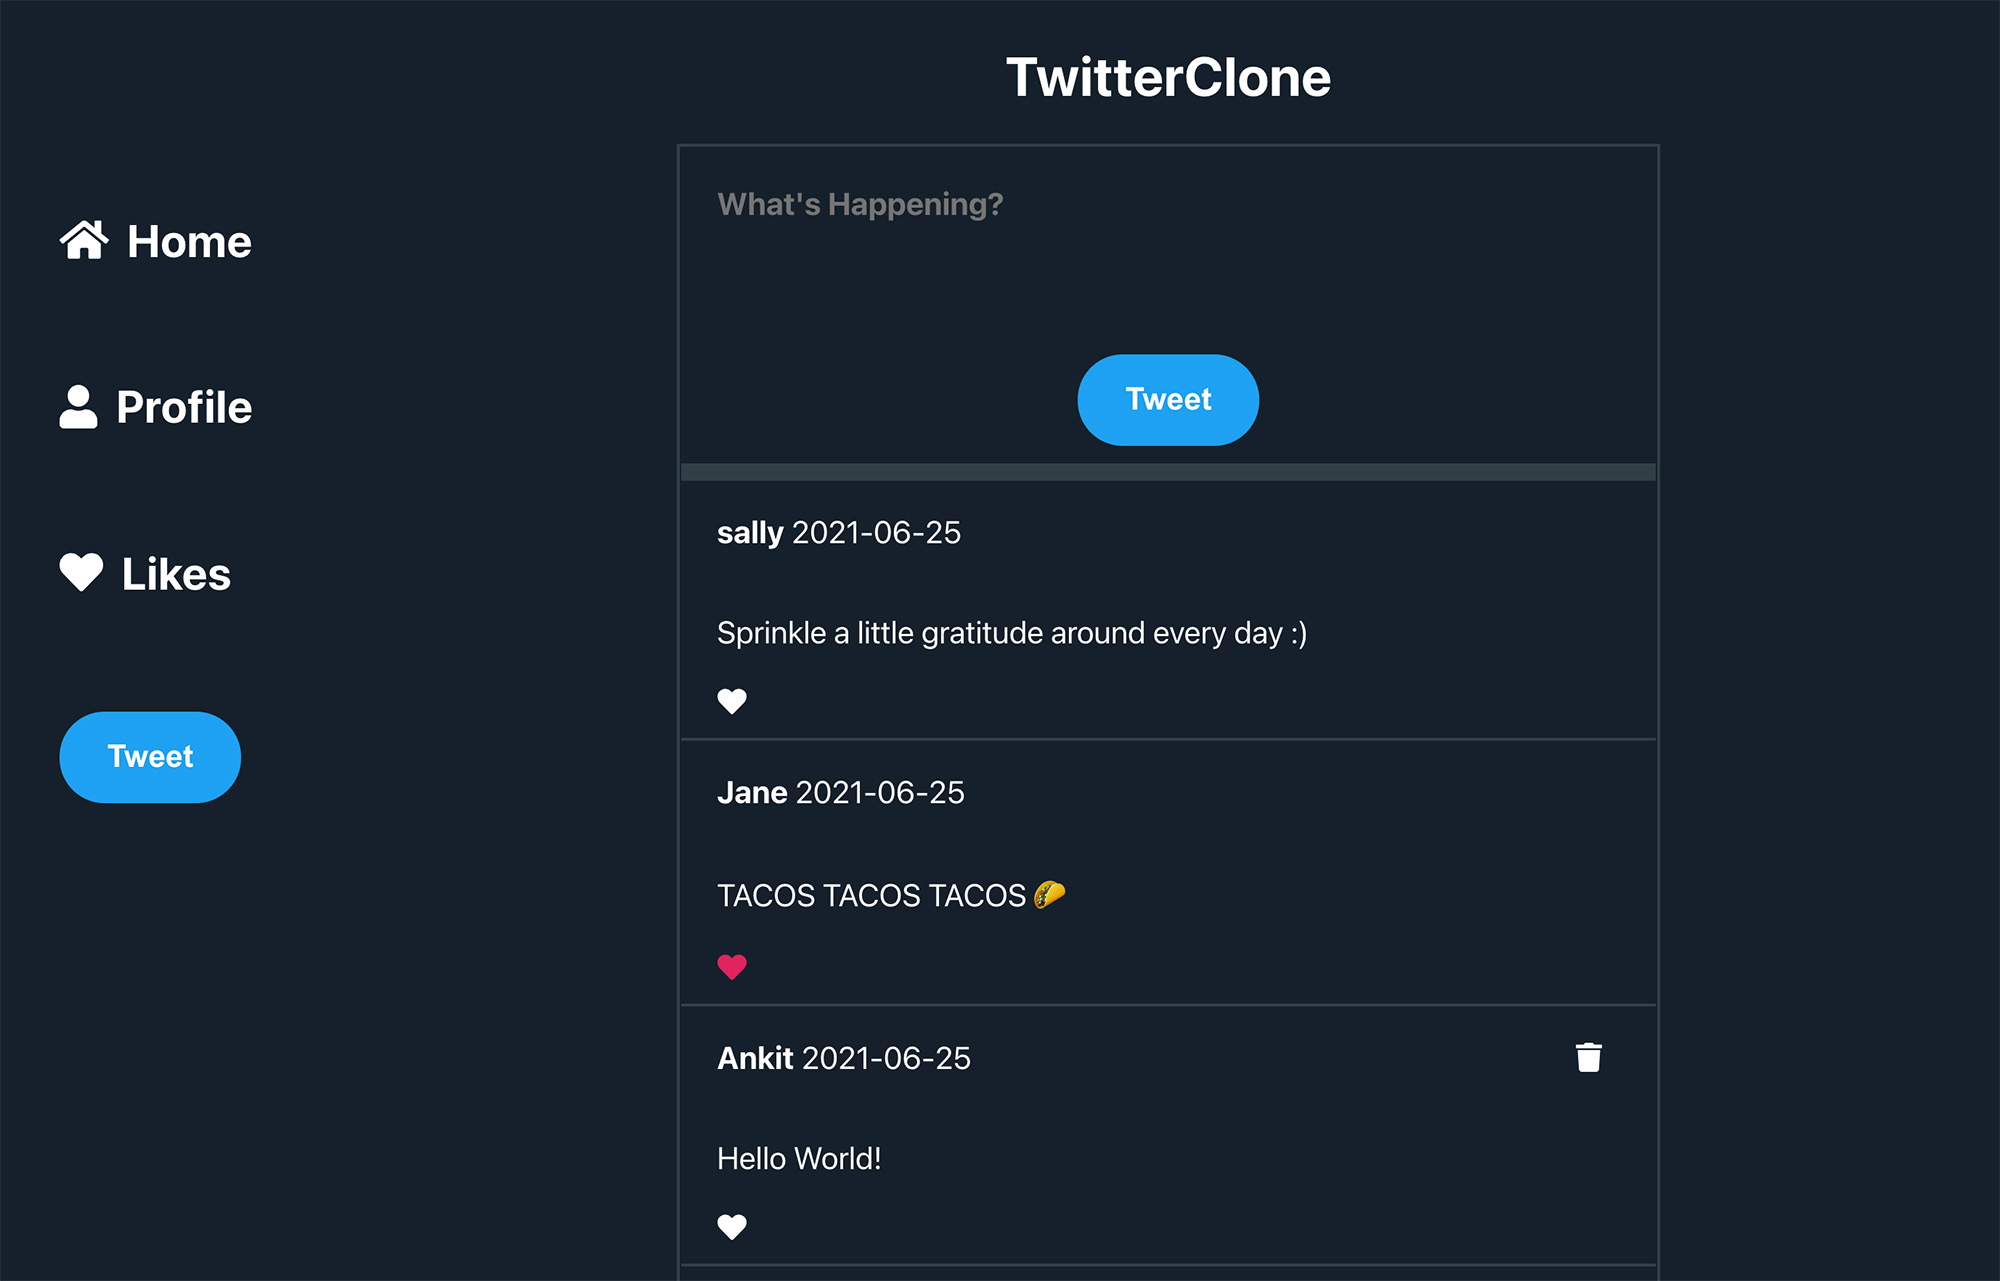 TwitterClone
Home
Profile
Likes
Tweet
What's Happening?
Tweet
sally 2021-06-25
Sprinkle a little gratitude around every day :)
Jane 2021-06-25
TACOS TACOS TACOS 🌮
Ankit 2021-06-25
Hello World!